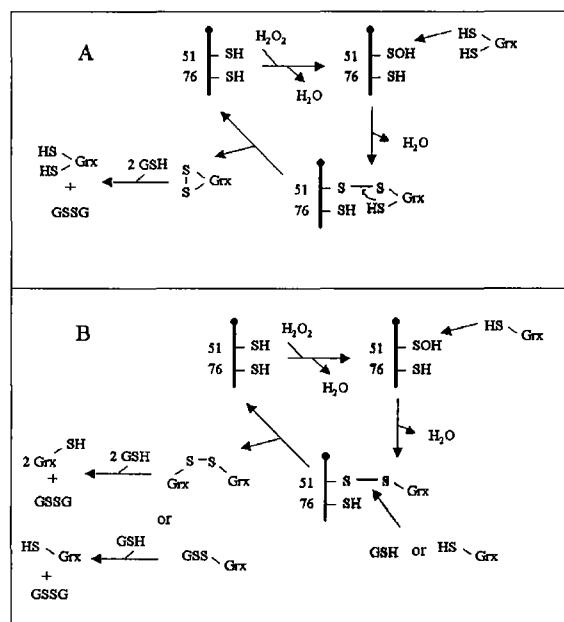 A
51 SH
76 SH
H₂O₂
H₂O
51 SOH
76 SH
HS
HS Grx
H₂O
51 S S
76 SH HS Grx
S
S Grx
2 GSH
HS
HS Grx
+
GSSG
B
51 SH
76 SH
H₂O₂
H₂O
51 SOH
76 SH
HS Grx
H₂O
51 S S Grx
76 SH
GSH or HS Grx
S S
Grx Grx
2 GSH
SH
2 Grx
+
GSSG
or
GSS Grx
GSH
HS Grx
+
GSSG